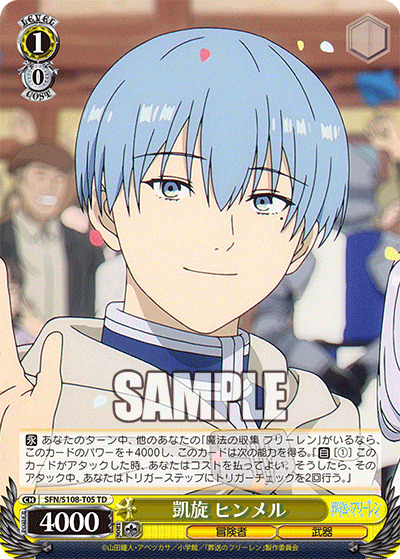 LEVEL
1
0
COST
SAMPLE
永 あなたのターン中、他のあなたの「魔法の収集 フリーレン」がいるなら、
このカードのパワーを＋4000し、このカードは次の能力を得る。『自 [①] この
カードがアタックした時、あなたはコストを払ってよい。そうしたら、その
アタック中、あなたはトリガーステップにトリガーチェックを2回行う。』
CH SFN/S108-T05 TD
POWER
4000
凱旋 ヒンメル
葬送のフリーレン
冒険者
武器
©山田鐘人・アベツカサ／小学館／「葬送のフリーレン」製作委員会